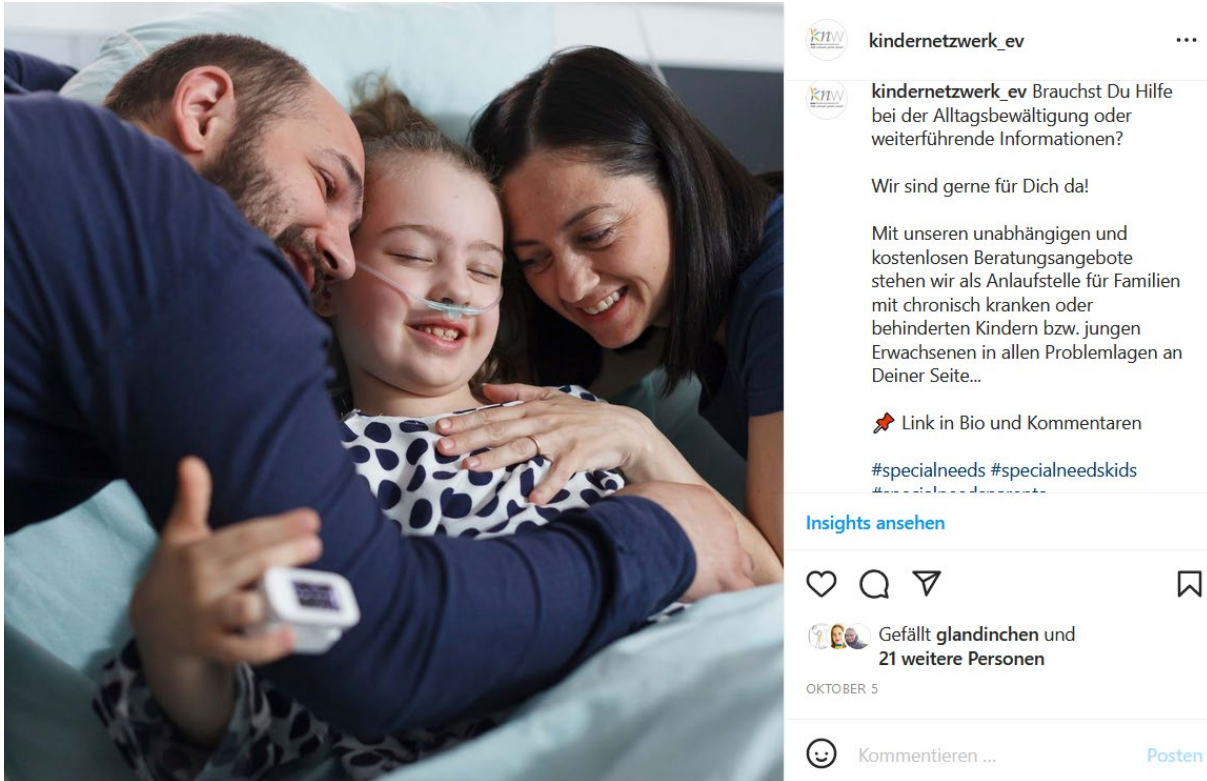 knw
kindernetzwerk_ev
knw
kindernetzwerk_ev Brauchst Du Hilfe
bei der Alltagsbewältigung oder
weiterführende Informationen?
Wir sind gerne für Dich da!
Mit unseren unabhängigen und
kostenlosen Beratungsangebote
stehen wir als Anlaufstelle für Familien
mit chronisch kranken oder
behinderten Kindern bzw. jungen
Erwachsenen in allen Problemlagen an
Deiner Seite...
📌 Link in Bio und Kommentaren
#specialneeds #specialneedskids
Insights ansehen
Gefällt glandinchen und
21 weitere Personen
OKTOBER 5
Kommentieren ...
Posten